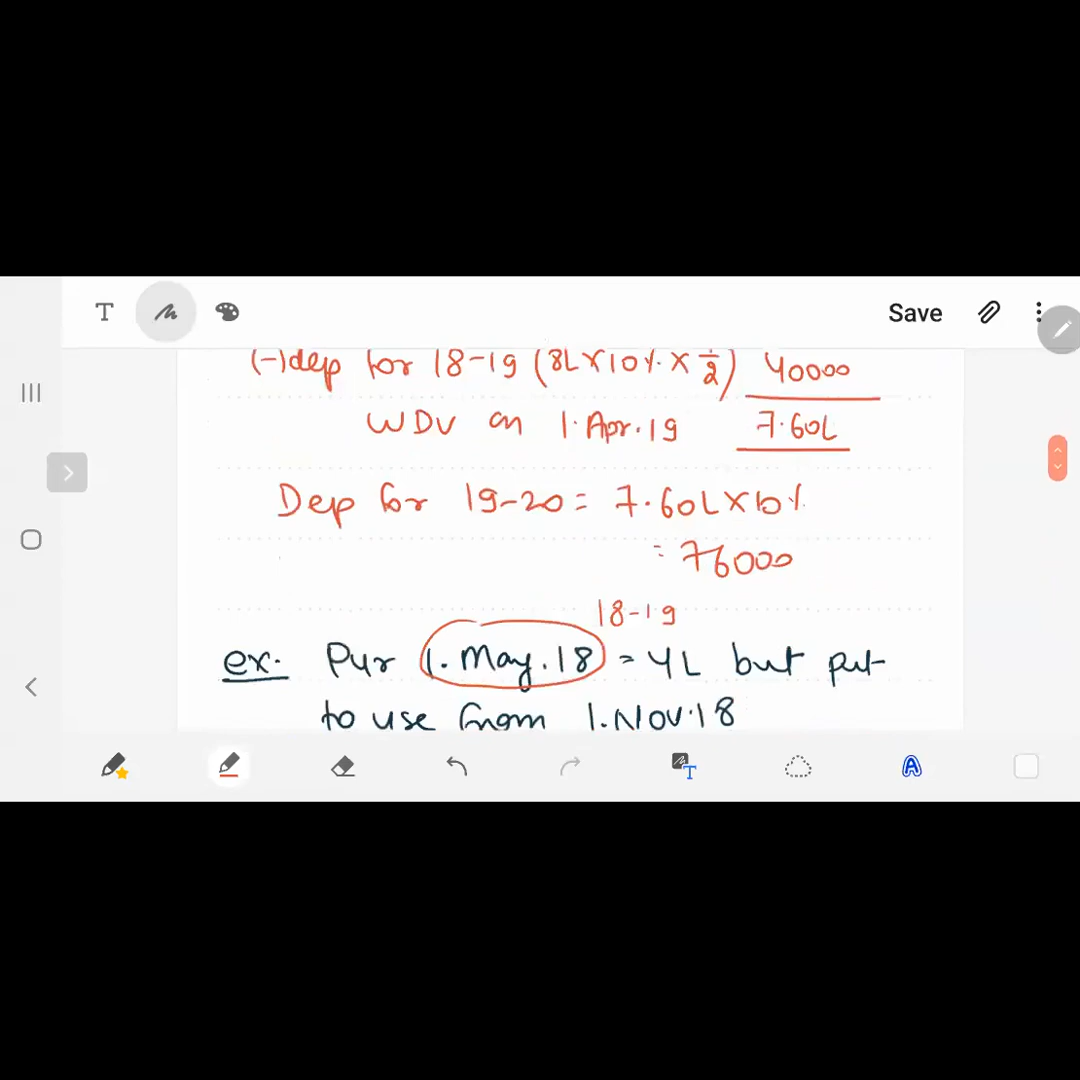 T
Save
(-)dep for 18-19 (8L×10%×1/2) 40000
WDV on 1.Apr.19 7.60L
Dep for 19-20 = 7.60L×10%
= 76000
18-19
ex. Pur 1.May.18 = 4L but put
to use from 1.Nov.18
T
A